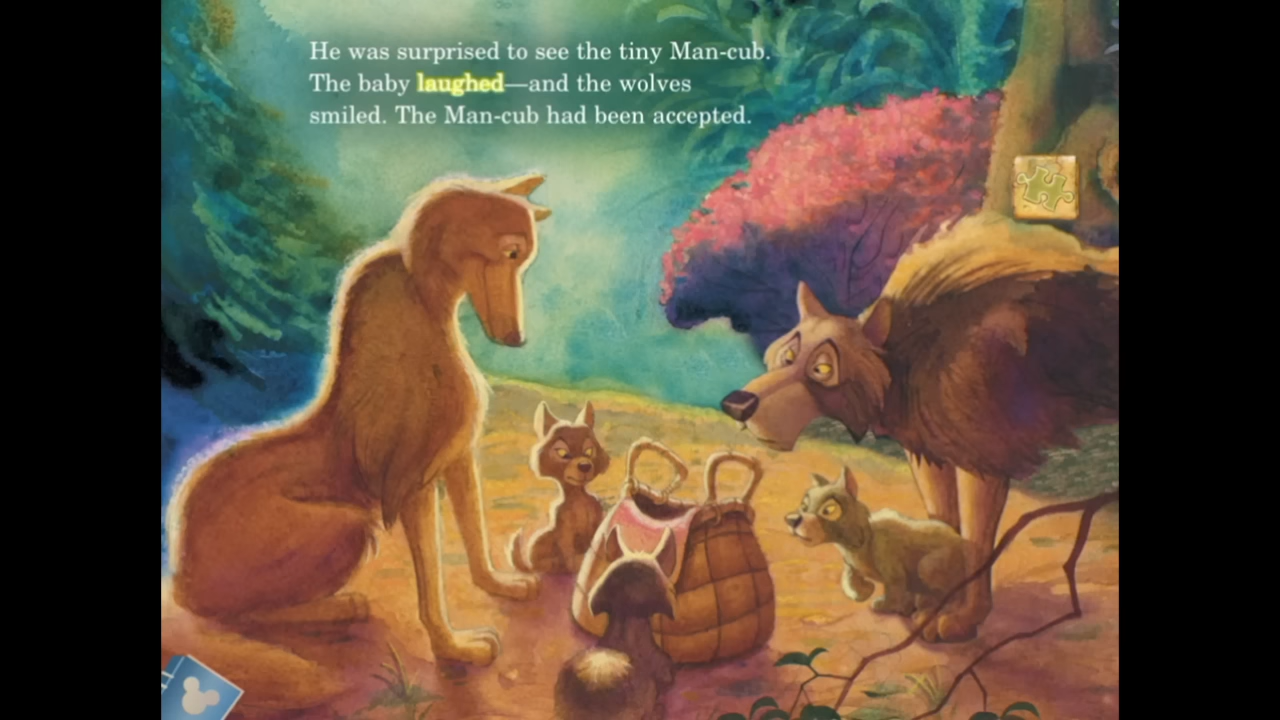 He was surprised to see the tiny Man-cub.
The baby laughed—and the wolves
smiled. The Man-cub had been accepted.